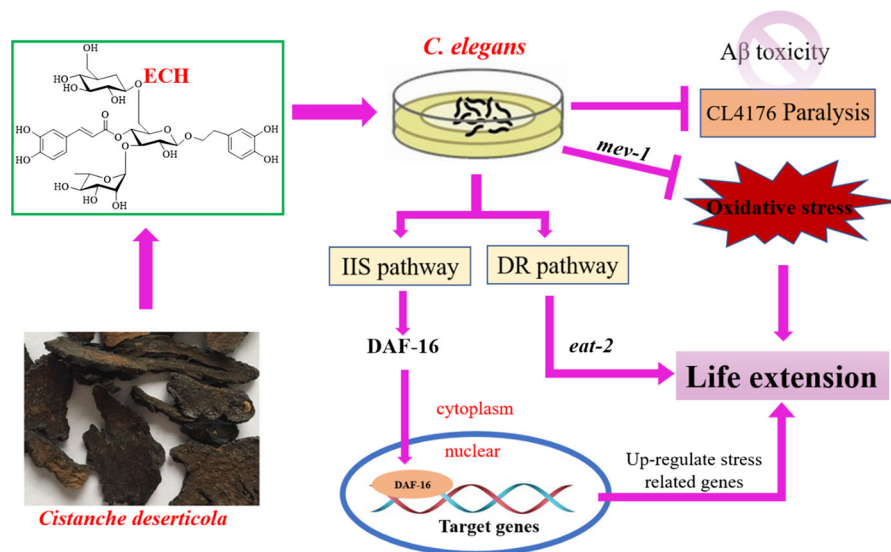 OH
HO
HO
OH
O
ECH
O
HO
HO
O
O
O
O
OH
O
OH
OH
HO
O
O
HO
OH
OH
Cistanche deserticola
C. elegans
Aβ toxicity
CL4176 Paralysis
mev-1
Oxidative stress
IIS pathway
DR pathway
DAF-16
eat-2
Life extension
cytoplasm
nuclear
DAF-16
Target genes
Up-regulate stress
related genes